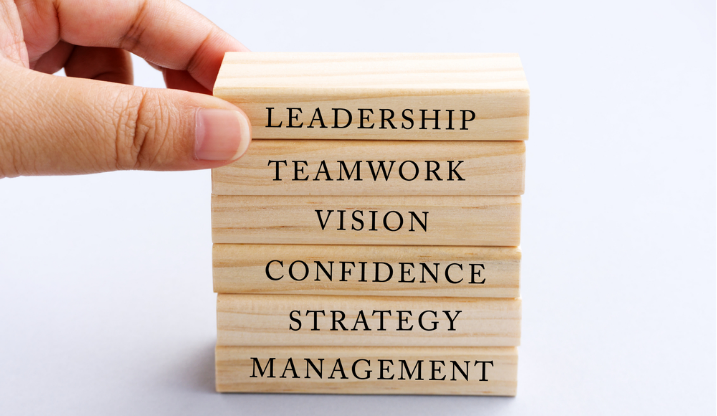 LEADERSHIP
TEAMWORK
VISION
CONFIDENCE
STRATEGY
MANAGEMENT